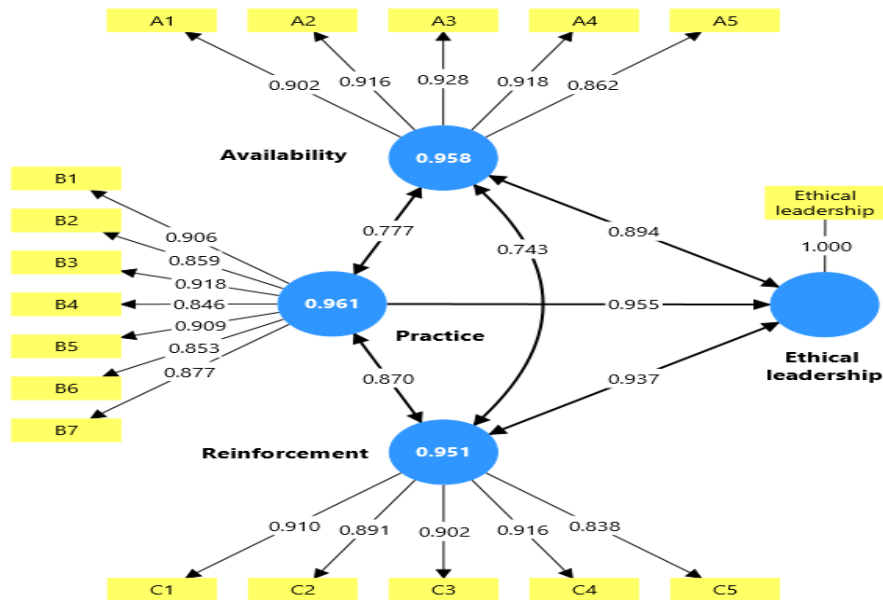 A1
A2
A3
A4
A5
0.902
0.916
0.928
0.918
0.862
Availability
0.958
B1
B2
B3
B4
B5
B6
B7
0.906
0.859
0.918
0.846
0.909
0.853
0.877
0.777
0.743
0.894
Ethical
leadership
1.000
0.961
0.955
Practice
Ethical
leadership
0.870
0.937
Reinforcement
0.951
0.910
0.891
0.902
0.916
0.838
C1
C2
C3
C4
C5